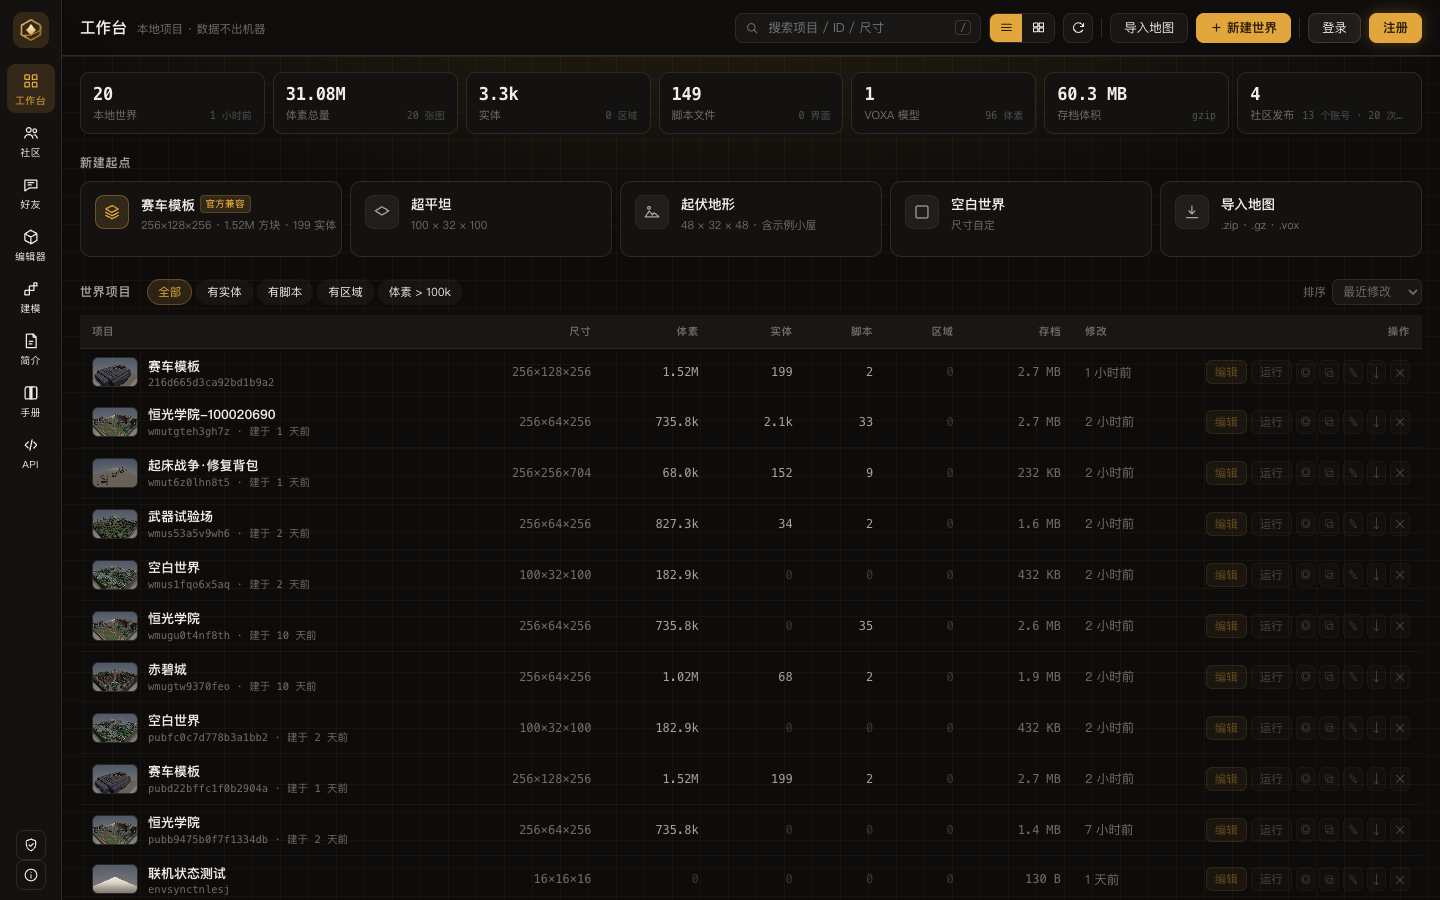 工作台 本地项目 · 数据不出机器 搜索项目 / ID / 尺寸 / 导入地图 + 新建世界 登录 注册
工作台
社区
好友
编辑器
建模
简介
手册
API
20 31.08M 3.3k 149 1 60.3 MB 4
本地世界 1 小时前 体素总量 20 张图 实体 0 区域 脚本文件 0 界面 VOXA 模型 96 体素 存档体积 gzip 社区发布 13 个账号 · 20 次…
新建起点
赛车模板 官方兼容 超平坦 起伏地形 空白世界 导入地图
256×128×256 · 1.52M 方块 · 199 实体 100 × 32 × 100 48 × 32 × 48 · 含示例小屋 尺寸自定 .zip · .gz · .vox
世界项目 全部 有实体 有脚本 有区域 体素 > 100k 排序 最近修改
项目 尺寸 体素 实体 脚本 区域 存档 修改 操作
赛车模板 256×128×256 1.52M 199 2 0 2.7 MB 1 小时前 编辑 运行
216d665d3ca92bd1b9a2
恒光学院-100020690 256×64×256 735.8k 2.1k 33 0 2.7 MB 2 小时前 编辑 运行
wmutgteh3gh7z · 建于 1 天前
起床战争·修复背包 256×256×704 68.0k 152 9 0 232 KB 2 小时前 编辑 运行
wmut6z0lhn8t5 · 建于 1 天前
武器试验场 256×64×256 827.3k 34 2 0 1.6 MB 2 小时前 编辑 运行
wmus53a5v9wh6 · 建于 2 天前
空白世界 100×32×100 182.9k 0 0 0 432 KB 2 小时前 编辑 运行
wmus1fqo6x5aq · 建于 2 天前
恒光学院 256×64×256 735.8k 0 35 0 2.6 MB 2 小时前 编辑 运行
wmugu0t4nf8th · 建于 10 天前
赤碧城 256×64×256 1.02M 68 2 0 1.9 MB 2 小时前 编辑 运行
wmugtw9370feo · 建于 10 天前
空白世界 100×32×100 182.9k 0 0 0 432 KB 2 小时前 编辑 运行
pubfc0c7d778b3a1bb2 · 建于 2 天前
赛车模板 256×128×256 1.52M 199 2 0 2.7 MB 2 小时前 编辑 运行
pubd22bffc1f0b2904a · 建于 1 天前
恒光学院 256×64×256 735.8k 0 0 0 1.4 MB 7 小时前 编辑 运行
pubb9475b0f7f1334db · 建于 2 天前
联机状态测试 16×16×16 0 0 0 0 130 B 1 天前 编辑 运行
envsynctnlesj